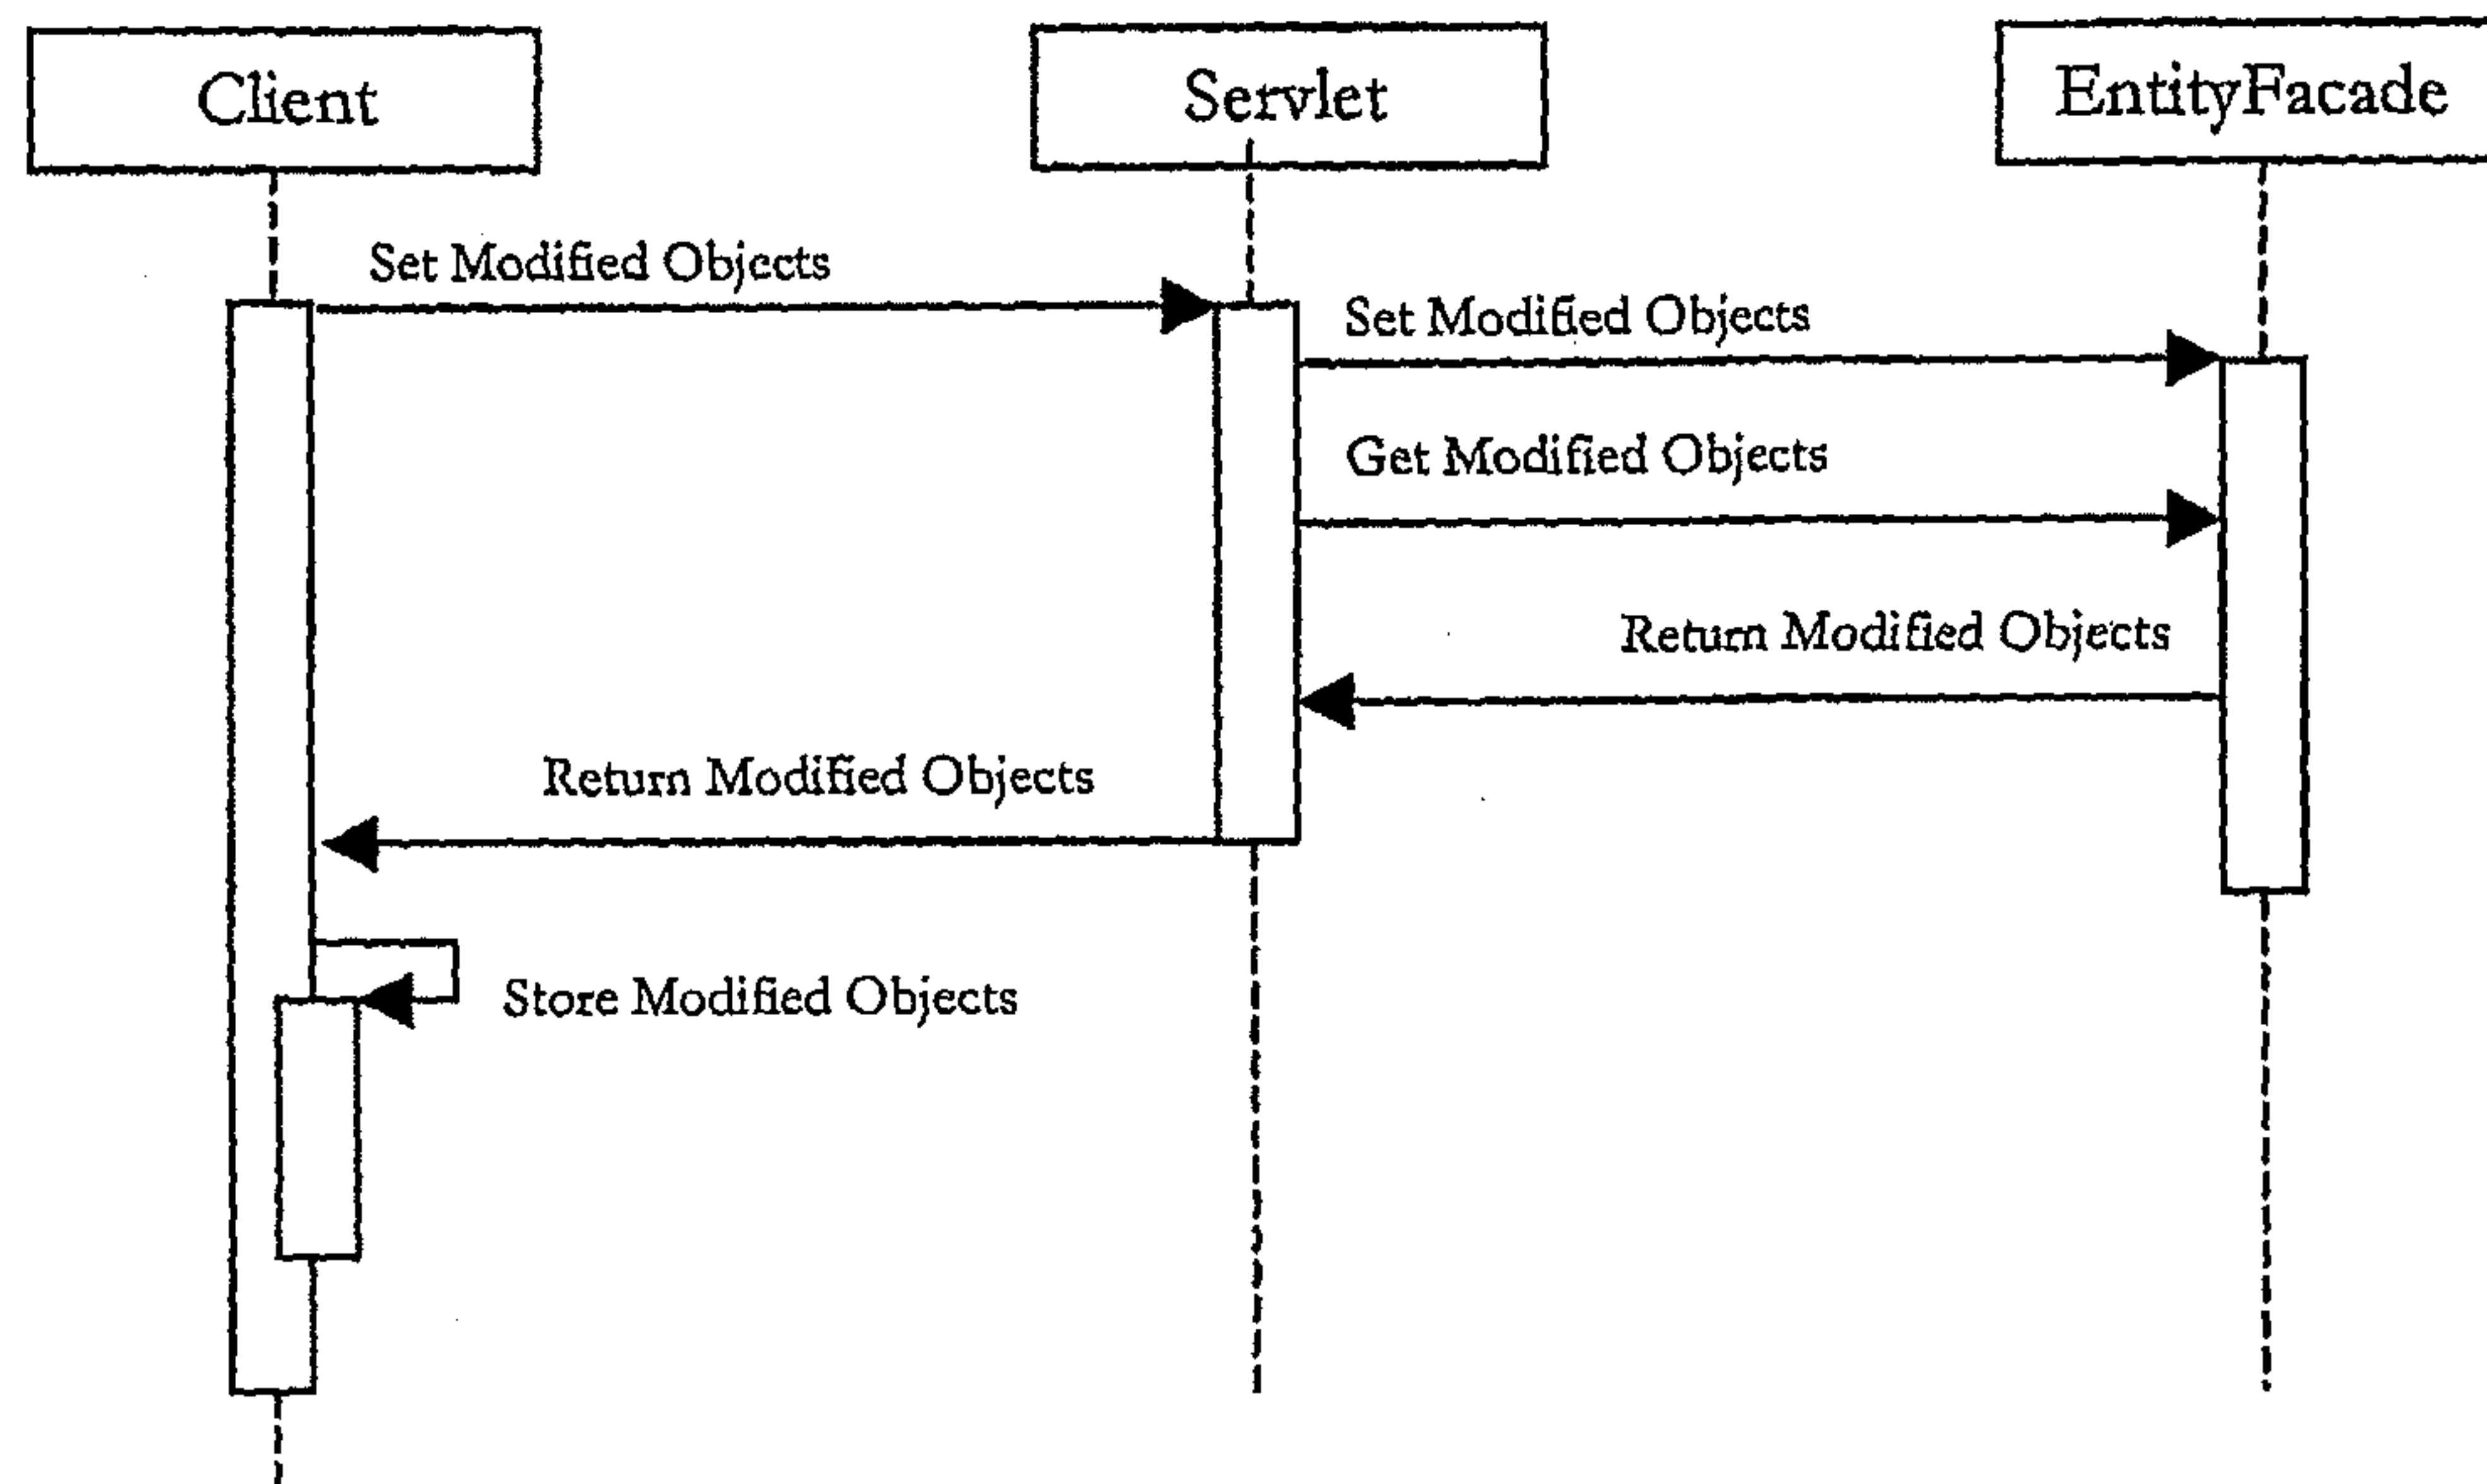 Client
Servlet
EntityFacade
Set Modified Objects
Set Modified Objects
Get Modified Objects
Return Modified Objects
Return Modified Objects
Store Modified Objects